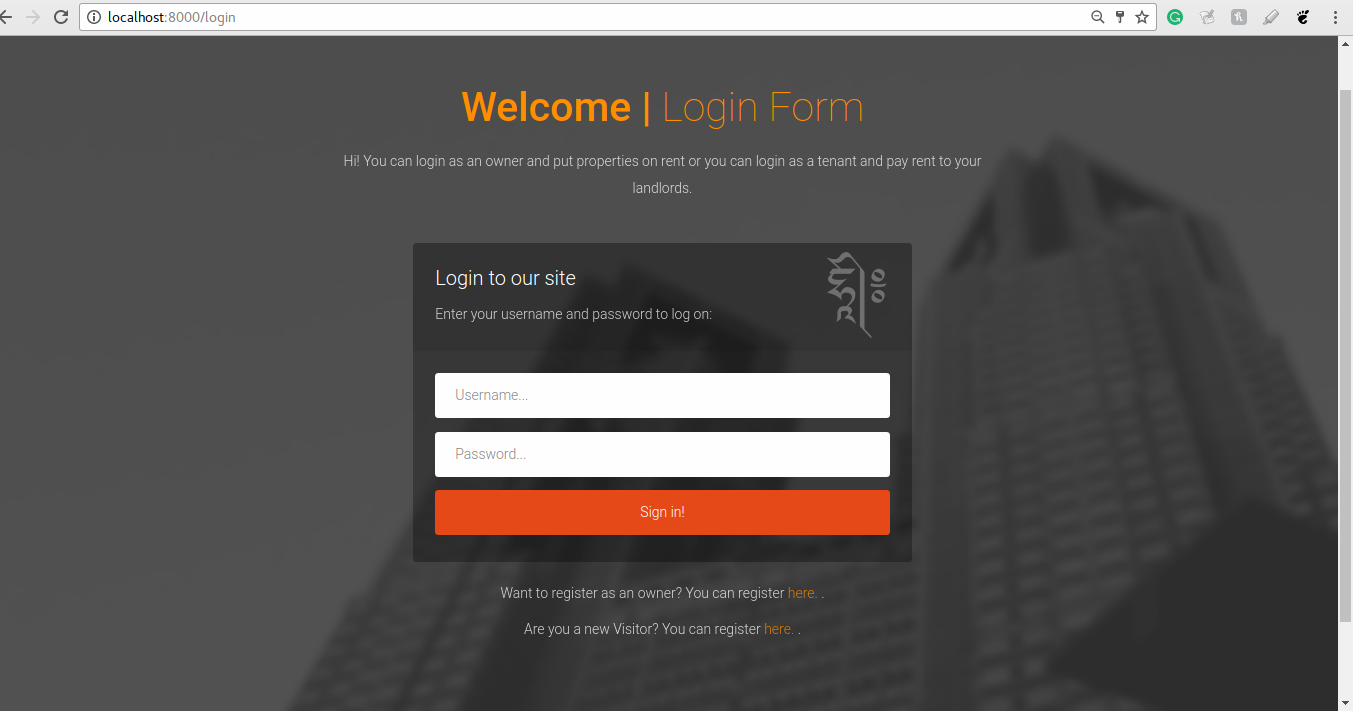 localhost:8000/login
Welcome | Login Form
Hi! You can login as an owner and put properties on rent or you can login as a tenant and pay rent to your
landlords.
Login to our site
Enter your username and password to log on:
Username...
Password...
Sign in!
Want to register as an owner? You can register here. .
Are you a new Visitor? You can register here. .